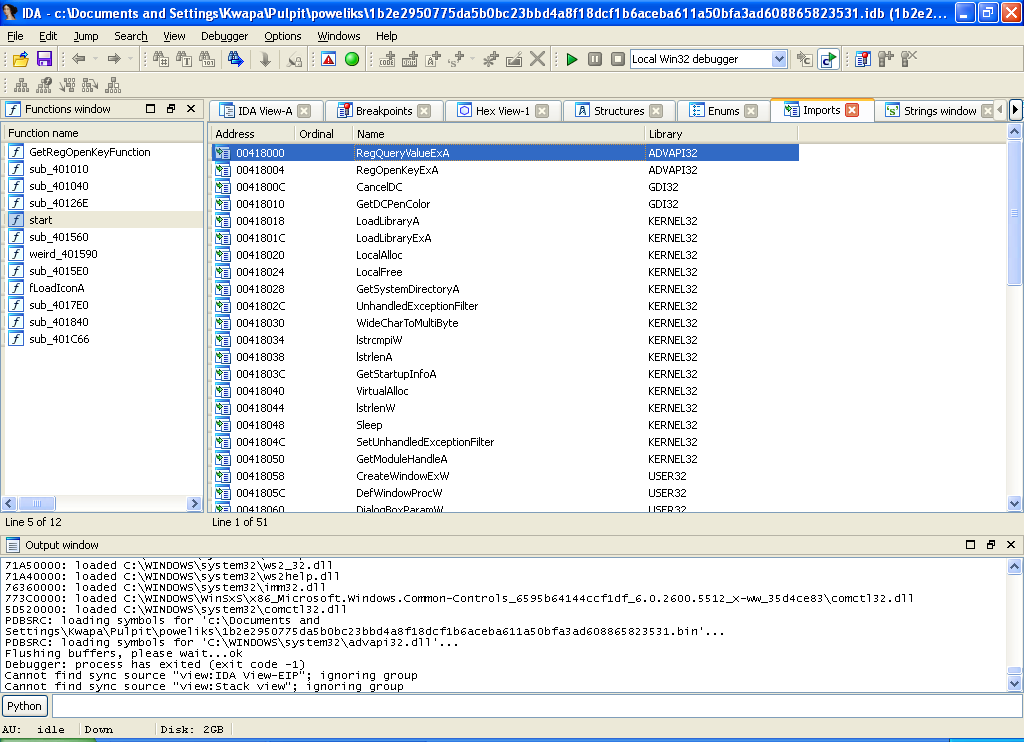 IDA - c:\Documents and Settings\Kwapa\Pulpit\poweliks\1b2e2950775da5b0bc23bbd4a8f18dcf1b6aceba611a50bfa3ad608865823531.idb (1b2e2...
File Edit Jump Search View Debugger Options Windows Help
Local Win32 debugger
Functions window
IDA View-A Breakpoints Hex View-1 Structures Enums Imports Strings window
Function name
GetRegOpenKeyFunction
sub_401010
sub_401040
sub_40126E
start
sub_401560
weird_401590
sub_4015E0
fLoadIconA
sub_4017E0
sub_401840
sub_401C66
Line 5 of 12
Address Ordinal Name Library
00418000 RegQueryValueExA ADVAPI32
00418004 RegOpenKeyExA ADVAPI32
0041800C CancelDC GDI32
00418010 GetDCPenColor GDI32
00418018 LoadLibraryA KERNEL32
0041801C LoadLibraryExA KERNEL32
00418020 LocalAlloc KERNEL32
00418024 LocalFree KERNEL32
00418028 GetSystemDirectoryA KERNEL32
0041802C UnhandledExceptionFilter KERNEL32
00418030 WideCharToMultiByte KERNEL32
00418034 lstrcmpiW KERNEL32
00418038 lstrlenA KERNEL32
0041803C GetStartupInfoA KERNEL32
00418040 VirtualAlloc KERNEL32
00418044 lstrlenW KERNEL32
00418048 Sleep KERNEL32
0041804C SetUnhandledExceptionFilter KERNEL32
00418050 GetModuleHandleA KERNEL32
00418058 CreateWindowExW USER32
0041805C DefWindowProcW USER32
00418060 DialogBoxParamW USER32
Line 1 of 51
Output window
71A50000: loaded C:\WINDOWS\system32\ws2_32.dll
71A40000: loaded C:\WINDOWS\system32\ws2help.dll
76360000: loaded C:\WINDOWS\system32\imm32.dll
773C0000: loaded C:\WINDOWS\WinSxS\x86_Microsoft.Windows.Common-Controls_6595b64144ccf1df_6.0.2600.5512_x-ww_35d4ce83\comctl32.dll
5D520000: loaded C:\WINDOWS\system32\comctl32.dll
PDBSRC: loading symbols for 'c:\Documents and
Settings\Kwapa\Pulpit\poweliks\1b2e2950775da5b0bc23bbd4a8f18dcf1b6aceba611a50bfa3ad608865823531.bin'...
PDBSRC: loading symbols for 'C:\WINDOWS\system32\advapi32.dll'...
Flushing buffers, please wait...ok
Debugger: process has exited (exit code -1)
Cannot find sync source "view:IDA View-EIP"; ignoring group
Cannot find sync source "view:Stack view"; ignoring group
Python
AU: idle Down Disk: 2GB